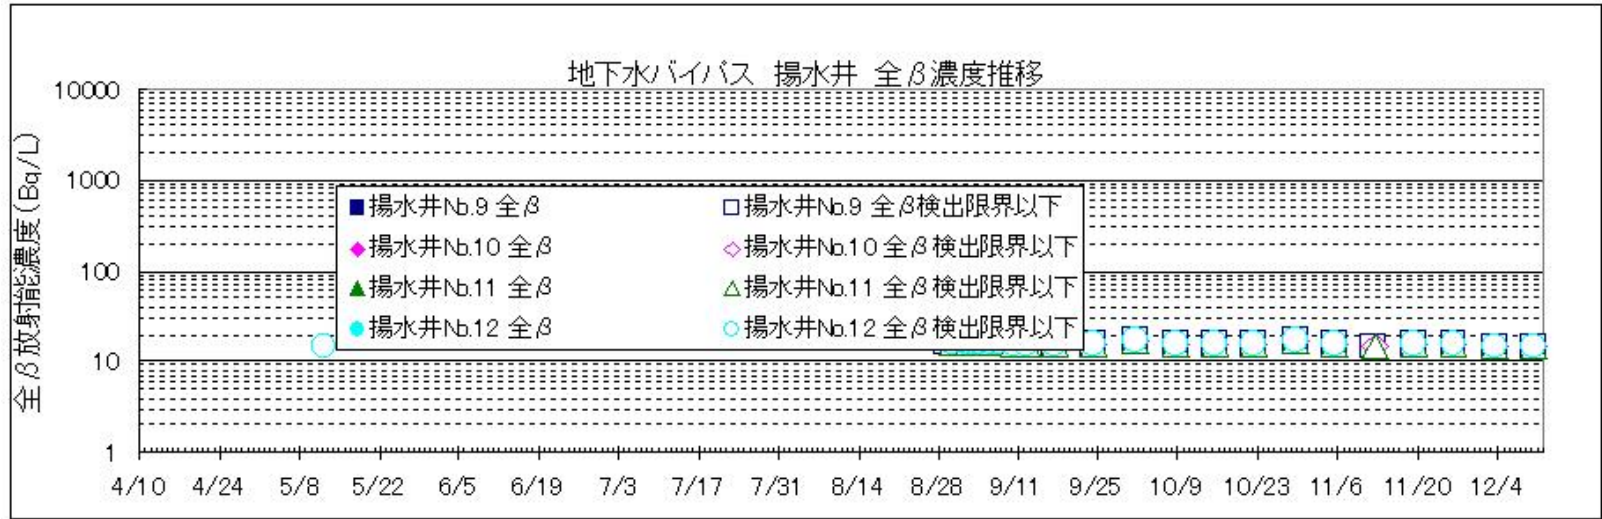 地下水バイパス 揚水井 全β濃度推移
全β放射能濃度(Bq/L)
10000
1000
100
10
1
揚水井No.9 全β
揚水井No.9 全β検出限界以下
揚水井No.10 全β
揚水井No.10 全β検出限界以下
揚水井No.11 全β
揚水井No.11 全β検出限界以下
揚水井No.12 全β
揚水井No.12 全β検出限界以下
4/10 4/24 5/8 5/22 6/5 6/19 7/3 7/17 7/31 8/14 8/28 9/11 9/25 10/9 10/23 11/6 11/20 12/4